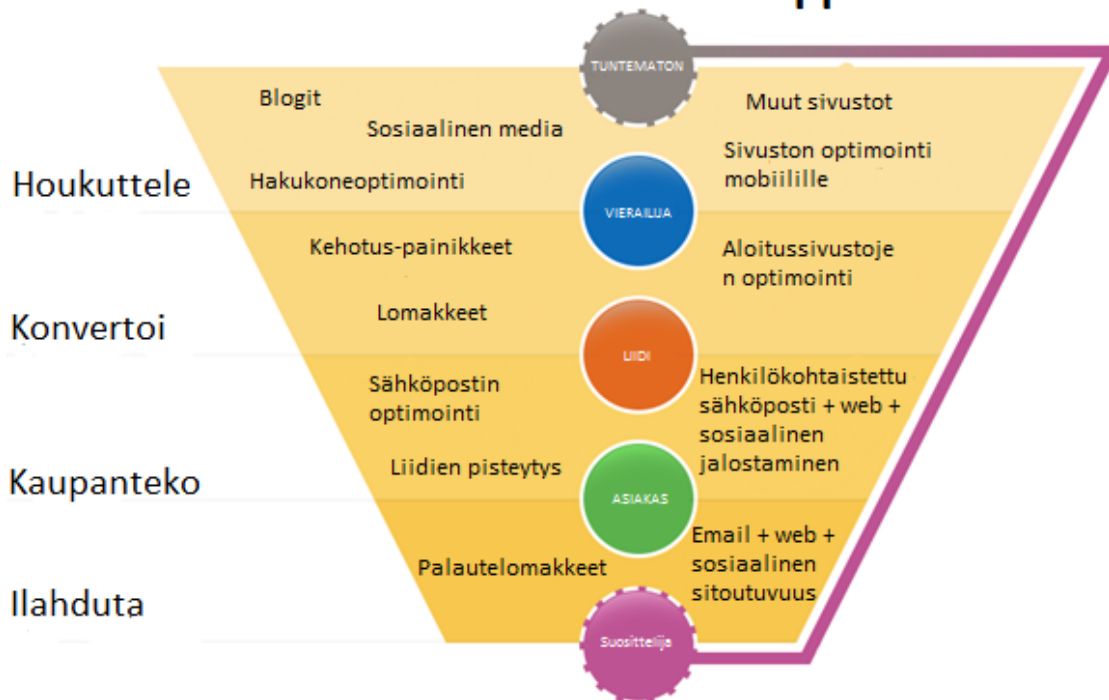 TUNTEMATON
Blogit
Muut sivustot
Sosiaalinen media
Sivuston optimointi
mobiilille
Houkuttele
Hakukoneoptimointi
VIERAILIJA
Kehotus-painikkeet
Aloitussivustoje
n optimointi
Konvertoi
Lomakkeet
LIIDI
Sähköpostin
optimointi
Henkilökohtaistettu
sähköposti + web +
sosiaalinen
jalostaminen
Kaupanteko
Liidien pisteytys
ASIAKAS
Email + web +
sosiaalinen
sitoutuvuus
Palautelomakkeet
Ilahduta
Suosittelija